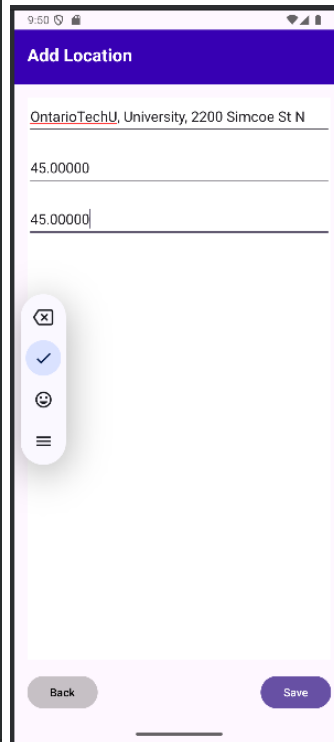 9:50
Add Location
OntarioTechU, University, 2200 Simcoe St N
45.00000
45.00000
Back
Save